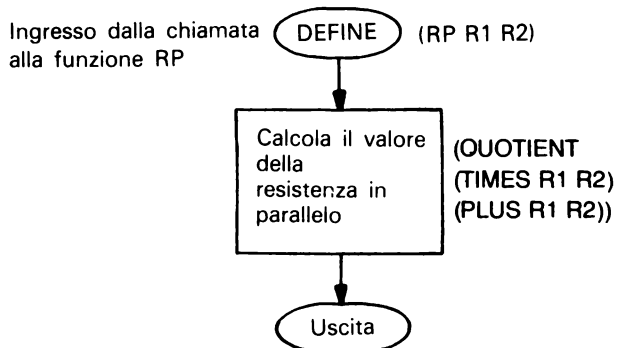 Ingresso dalla chiamata
alla funzione RP
DEFINE
(RP R1 R2)
Calcola il valore
della
resistenza in
parallelo
(QUOTIENT
(TIMES R1 R2)
(PLUS R1 R2))
Uscita